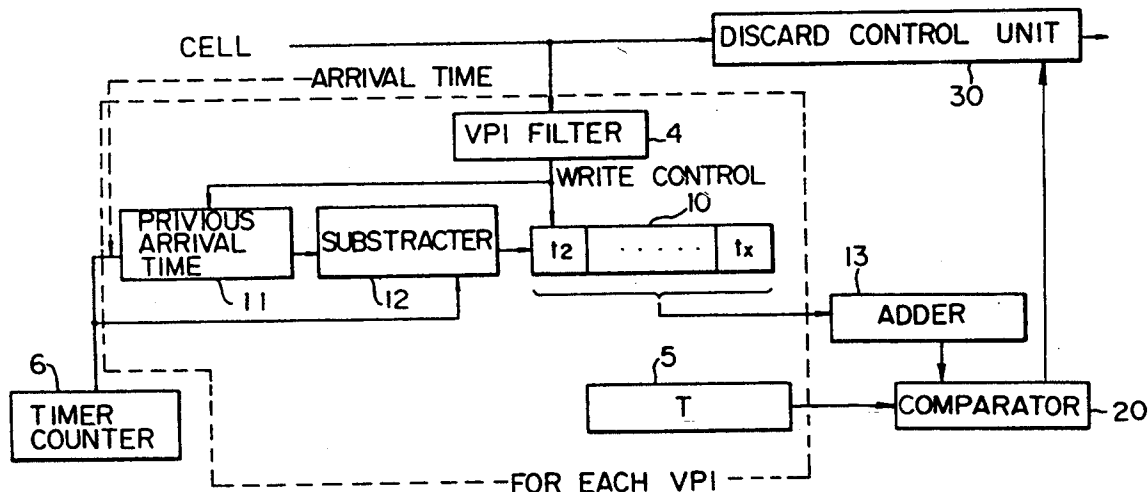 CELL
DISCARD CONTROL UNIT
30
ARRIVAL TIME
VPI FILTER
4
WRITE CONTROL
10
PRIVIOUS
ARRIVAL
TIME
11
SUBSTRACTER
12
t2 ..... tx
13
ADDER
6
TIMER
COUNTER
5
T
COMPARATOR
20
FOR EACH VPI